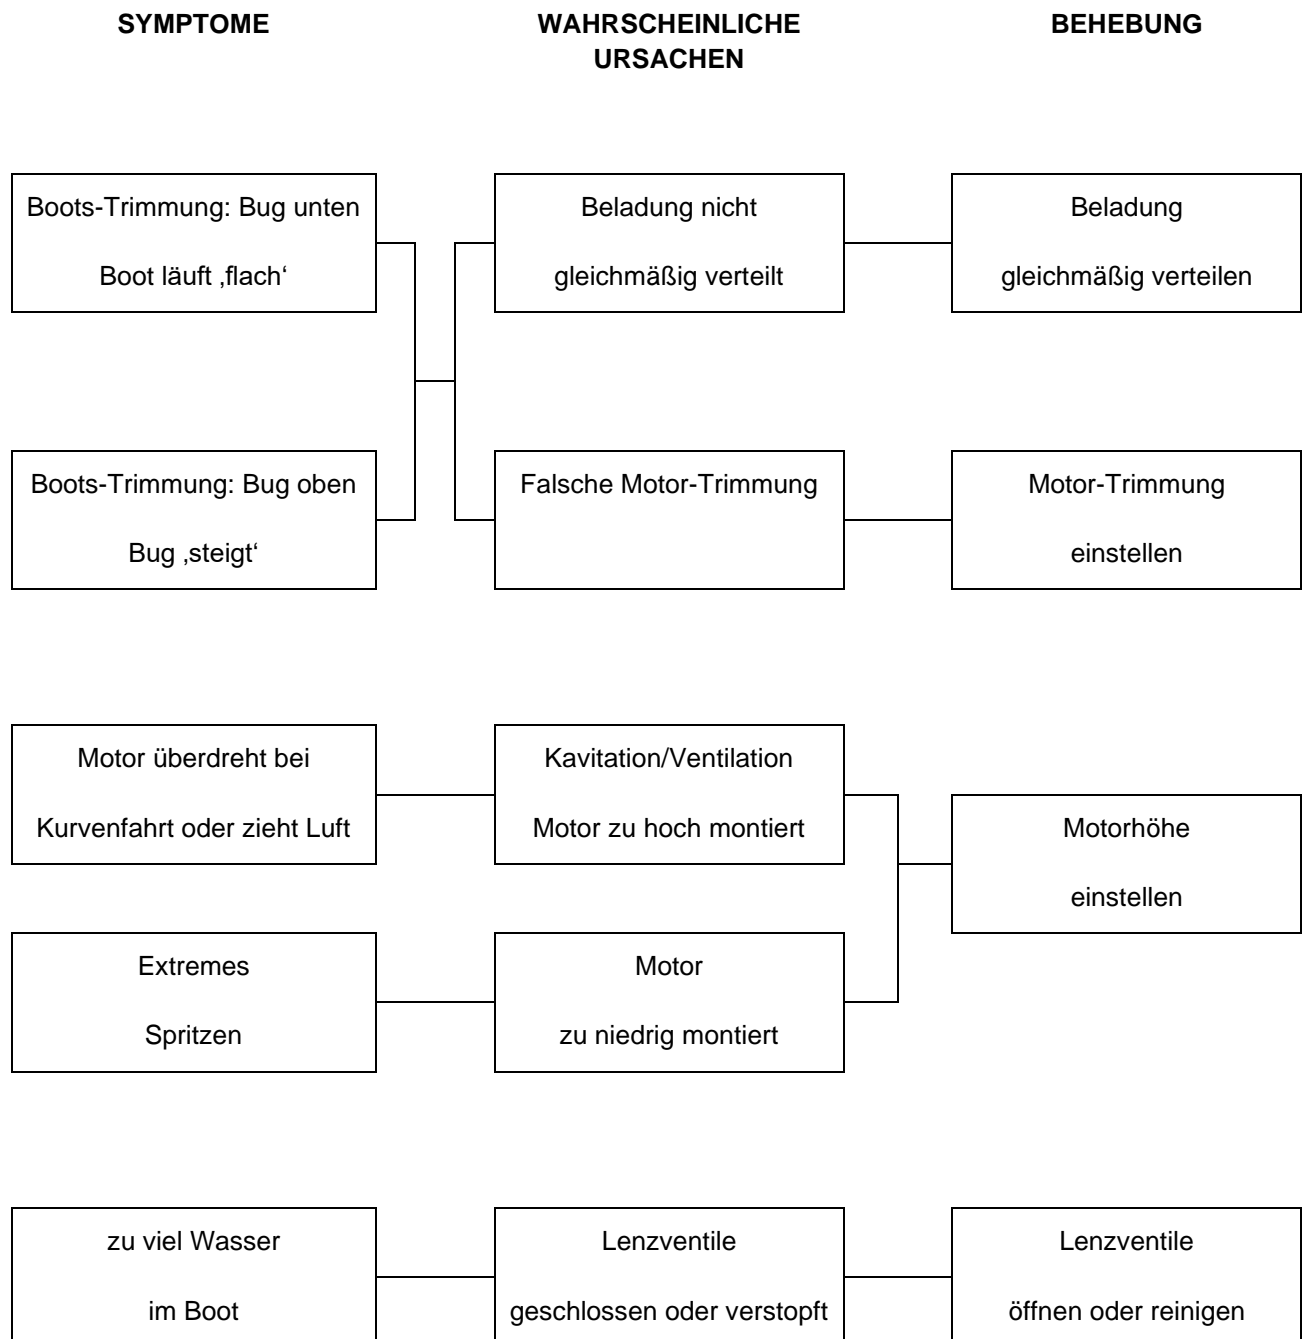 SYMPTOME
WAHRSCHEINLICHE
URSACHEN
BEHEBUNG
Boots-Trimmung: Bug unten
Boot läuft ‚flach‘
Beladung nicht
gleichmäßig verteilt
Beladung
gleichmäßig verteilen
Boots-Trimmung: Bug oben
Bug ‚steigt‘
Falsche Motor-Trimmung
Motor-Trimmung
einstellen
Motor überdreht bei
Kurvenfahrt oder zieht Luft
Kavitation/Ventilation
Motor zu hoch montiert
Motorhöhe
einstellen
Extremes
Spritzen
Motor
zu niedrig montiert
zu viel Wasser
im Boot
Lenzventile
geschlossen oder verstopft
Lenzventile
öffnen oder reinigen